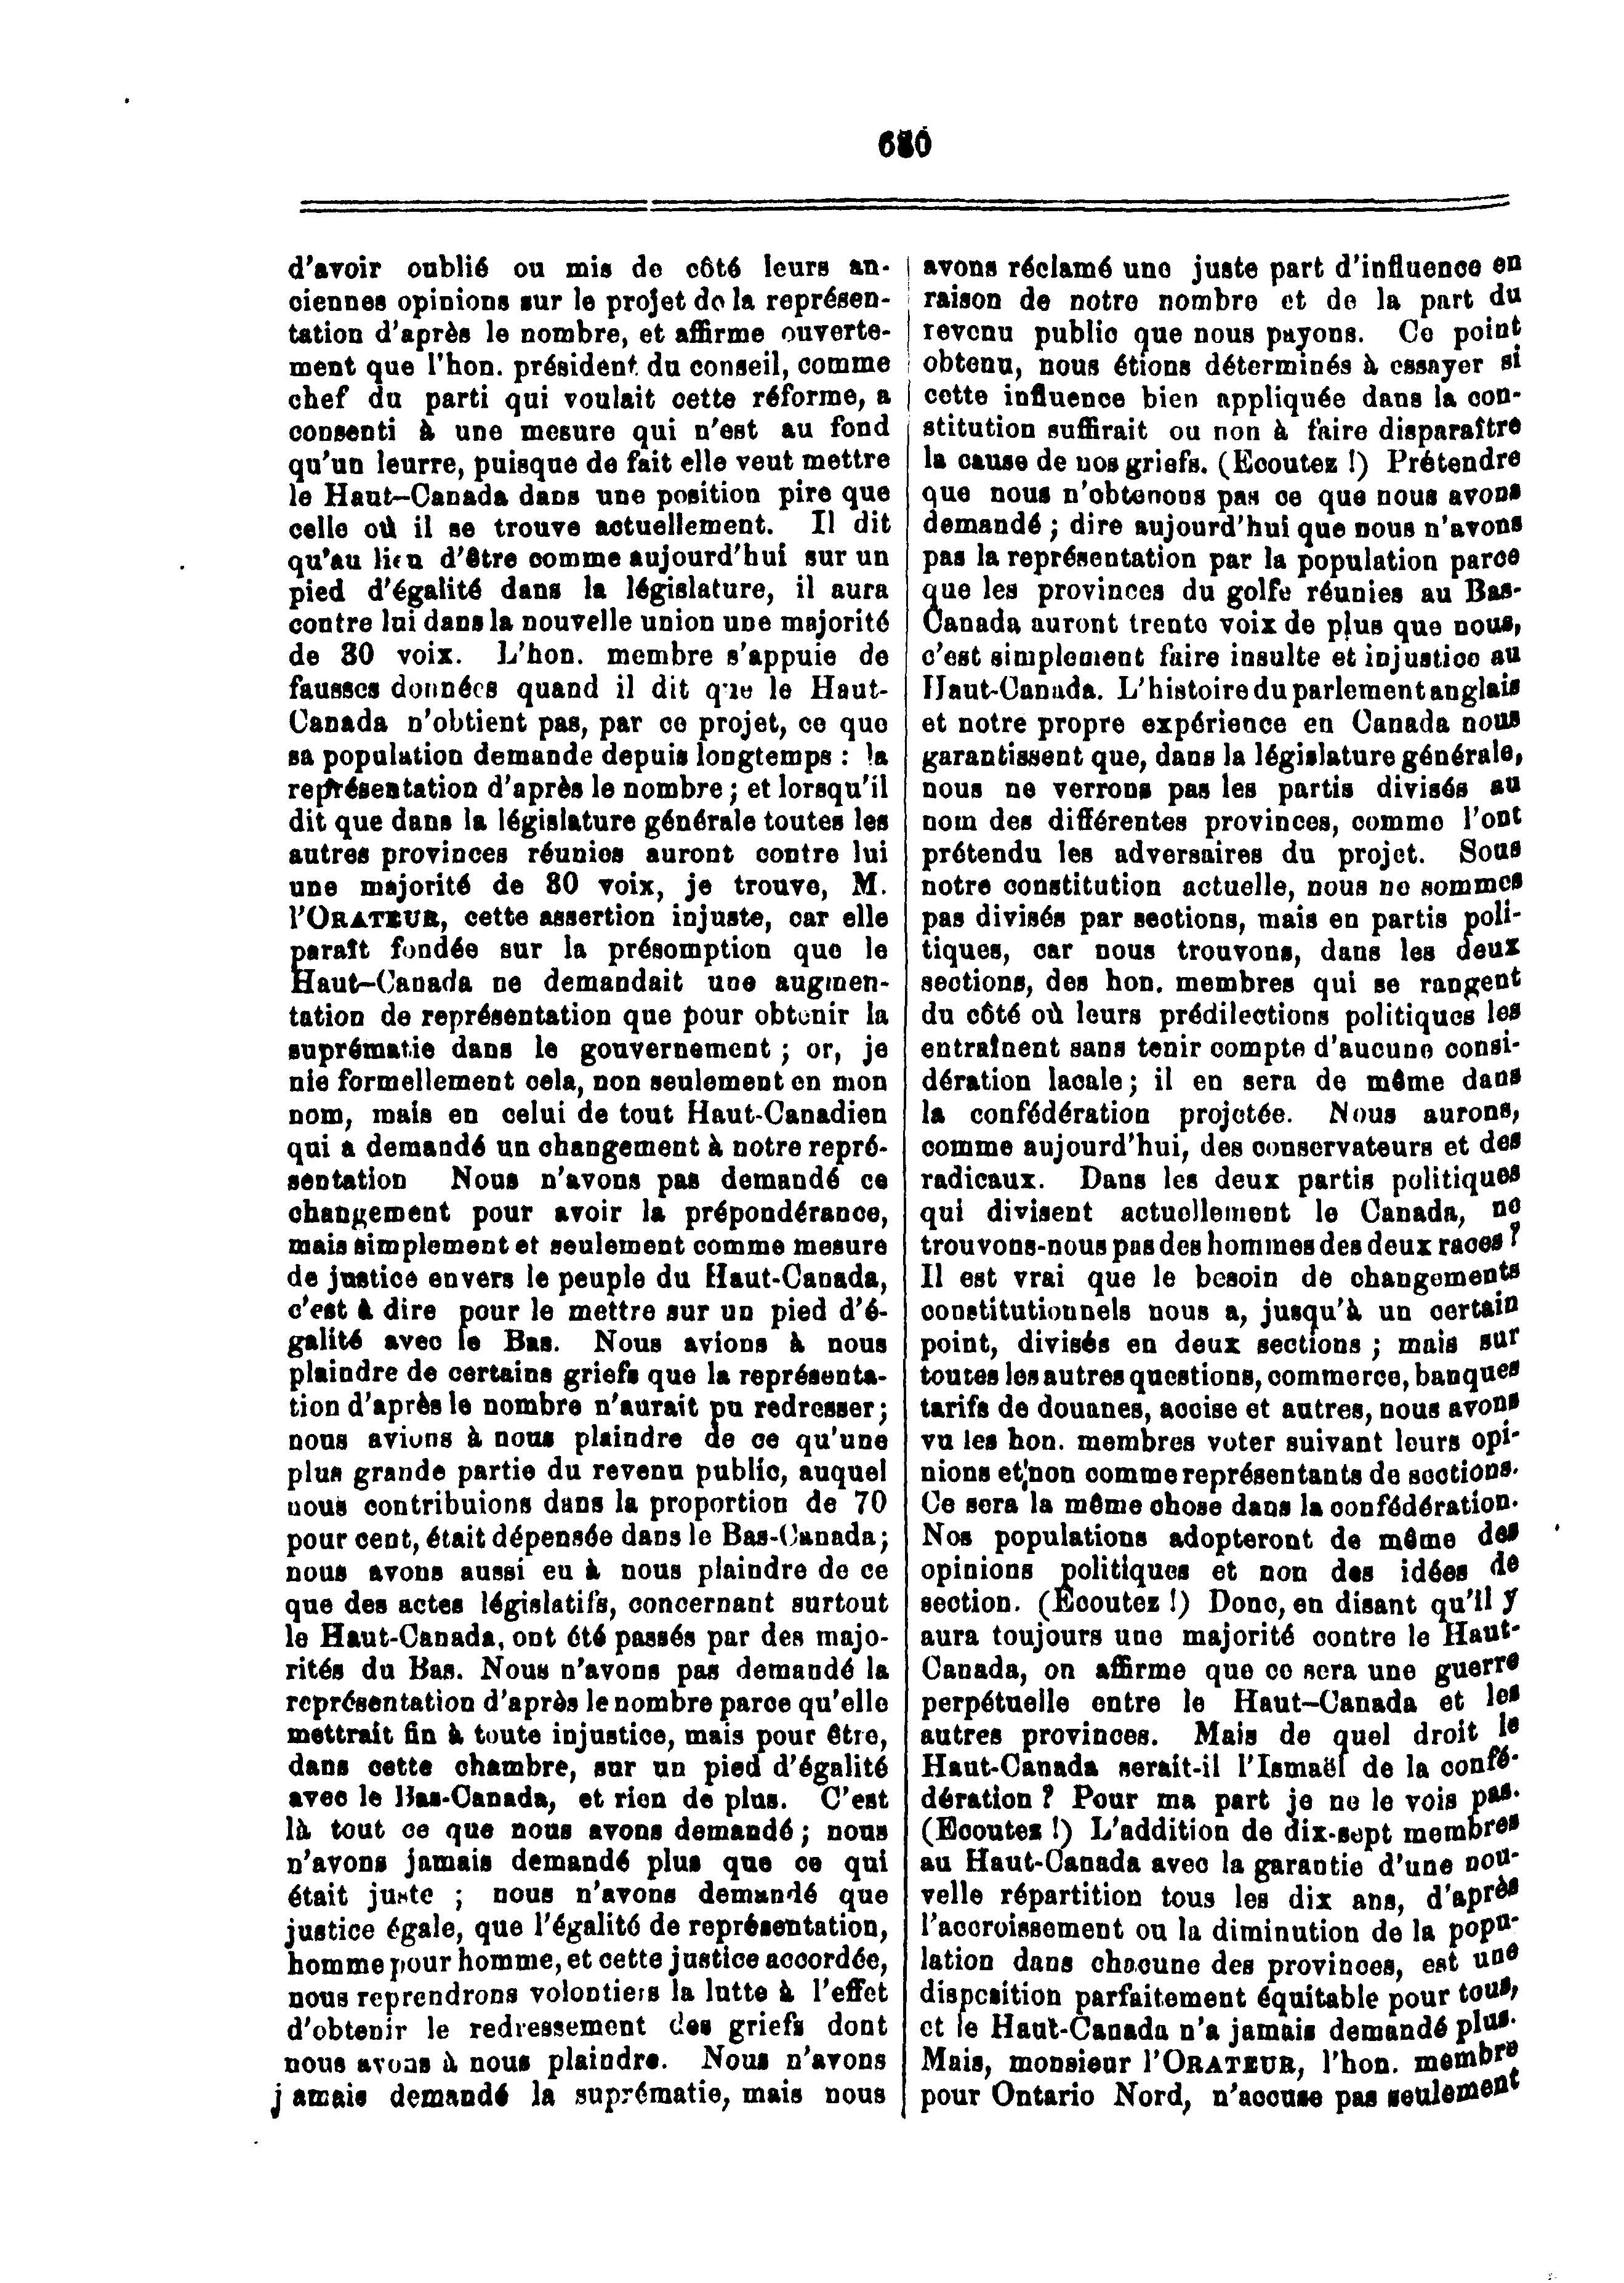 680
d'avoir oublié ou mis de côté leurs an-
ciennes opinions sur le projet de la représen-
tation d'après le nombre, et affirme ouverte-
ment que l'hon. président du conseil, comme
chef du parti qui voulait cette réforme, a
consenti à une mesure qui n'est au fond
qu'un leurre, puisque de fait elle veut mettre
le Haut-Canada dans une position pire que
celle où il se trouve actuellement. Il dit
qu'au lieu d'être comme aujourd'hui sur un
pied d'égalité dans la législature, il aura
contre lui dans la nouvelle union une majorité
de 30 voix. L'hon. membre s'appuie de
fausses données quand il dit que le Haut-
Canada n'obtient pas, par ce projet, ce que
sa population demande depuis longtemps : la
représentation d'après le nombre ; et lorsqu'il
dit que dans la législature générale toutes les
autres provinces réunies auront contre lui
une majorité de 30 voix, je trouve, M.
l'ORATEUR, cette assertion injuste, car elle
paraît fondée sur la présomption que le
Haut-Canada ne demandait une augmen-
tation de représentation que pour obtenir la
suprématie dans le gouvernement ; or, je
nie formellement cela, non seulement en mon
nom, mais en celui de tout Haut-Canadien
qui a demandé un changement à notre repré-
sentation Nous n'avons pas demandé ce
changement pour avoir la prépondérance,
mais simplement et seulement comme mesure
de justice envers le peuple du Haut-Canada,
c'est à dire pour le mettre sur un pied d'é-
galité avec le Bas. Nous avions à nous
plaindre de certains griefs que la représenta-
tion d'après le nombre n'aurait pu redresser ;
nous avions à nous plaindre de ce qu'une
plus grande partie du revenu public, auquel
nous contribuions dans la proportion de 70
pour cent, était dépensée dans le Bas-Canada ;
nous avons aussi eu à nous plaindre de ce
que des actes législatifs, concernant surtout
le Haut-Canada, ont été passés par des majo-
rités du Bas. Nous n'avons pas demandé la
représentation d'après le nombre parce qu'elle
mettrait fin à toute injustice, mais pour être,
dans cette chambre, sur un pied d'égalité
avec le Bas-Canada, et rien de plus. C'est
là tout ce que nous avons demandé ; nous
n'avons jamais demandé plus que ce qui
était juste ; nous n'avons demandé que
justice égale, que l'égalité de représentation,
homme pour homme, et cette justice accordée,
nous reprendrons volontiers la lutte à l'effet
d'obtenir le redressement des griefs dont
nous avons à nous plaindre. Nous n'avons
jamais demandé la suprématie, mais nous
avons réclamé une juste part d'influence en
raison de notre nombre et de la part du
revenu public que nous payons. Ce point
obtenu, nous étions déterminés à essayer si
cette influence bien appliquée dans la con-
stitution suffirait ou non à faire disparaître
la cause de nos griefs. (Ecoutez !) Prétendre
que nous n'obtenons pas ce que nous avons
demandé ; dire aujourd'hui que nous n'avons
pas la représentation par la population parce
que les provinces du golfe réunies au Bas-
Canada auront trente voix de plus que nous,
c'est simplement faire insulte et injustice au
Haut-Canada. L'histoire du parlement anglais
et notre propre expérience en Canada nous
garantissent que, dans la législature générale,
nous ne verrons pas les partis divisés au
nom des différentes provinces, comme l'ont
prétendu les adversaires du projet. Sous
notre constitution actuelle, nous ne sommes
pas divisés par sections, mais en partis poli-
tiques, car nous trouvons, dans les deux
sections, des hon. membres qui se rangent
du côté où leurs prédilections politiques les
entraînent sans tenir compte d'aucune consi-
dération lacale ; il en sera de même dans
la confédération projetée. Nous aurons,
comme aujourd'hui, des conservateurs et des
radicaux. Dans les deux partis politiques
qui divisent actuellement le Canada, ne
trouvons-nous pas des hommes des deux races ?
Il est vrai que le besoin de changements
constitutionnels nous a, jusqu'à un certain
point, divisés en deux sections ; mais sur
toutes les autres questions, commerce, banques
tarifs de douanes, accise et autres, nous avons
vu les hon. membres voter suivant leurs opi-
nions et non comme représentants de sections.
Ce sera la même chose dans la confédération.
Nos populations adopteront de même des
opinions politiques et non des idées de
section. (Ecoutez !) Donc, en disant qu'il y
aura toujours une majorité contre le Haut-
Canada, on affirme que ce sera une guerre
perpétuelle entre le Haut-Canada et les
autres provinces. Mais de quel droit le
Haut-Canada serait-il l'Ismaël de la confé-
dération ? Pour ma part je ne le vois pas.
(Ecoutez !) L'addition de dix-sept membres
au Haut-Canada avec la garantie d'une nou-
velle répartition tous les dix ans, d'après
l'accroissement ou la diminution de la popu-
lation dans chacune des provinces, est une
disposition parfaitement équitable pour tous,
et le Haut-Canada n'a jamais demandé plus.
Mais, monsieur l'ORATEUR, l'hon. membre
pour Ontario Nord, n'accuse pas seulement